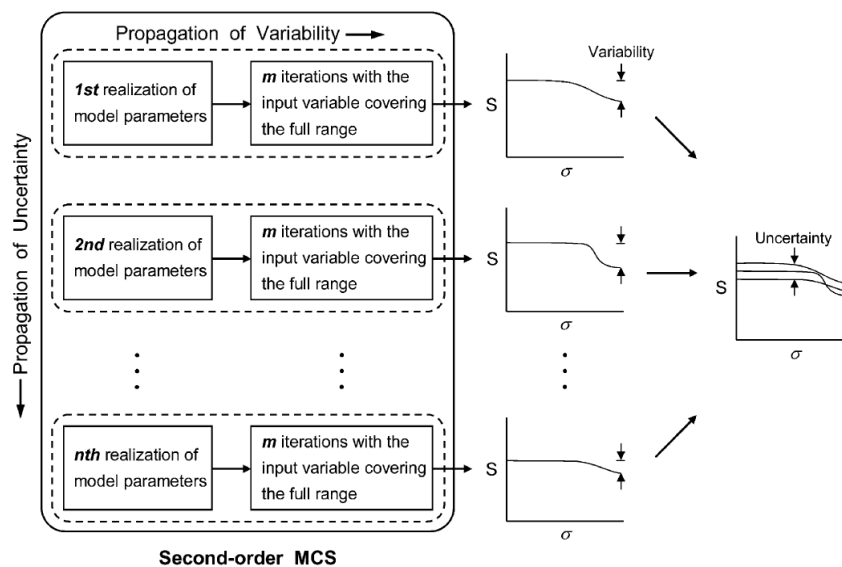 Propagation of Variability
Propagation of Uncertainty
1st realization of
model parameters
m iterations with the
input variable covering
the full range
S
Variability
σ
2nd realization of
model parameters
m iterations with the
input variable covering
the full range
S
σ
Uncertainty
S
σ
nth realization of
model parameters
m iterations with the
input variable covering
the full range
S
σ
Second-order MCS